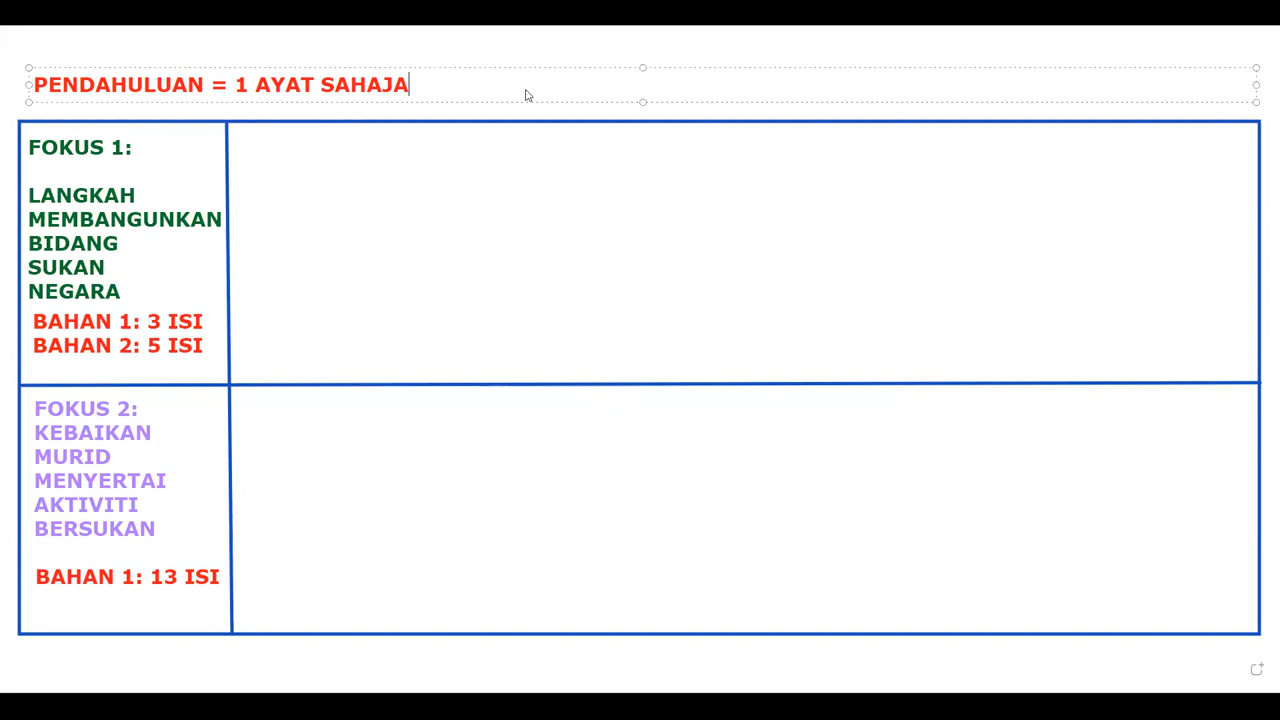 PENDAHULUAN = 1 AYAT SAHAJA
FOKUS 1:
LANGKAH
MEMBANGUNKAN
BIDANG
SUKAN
NEGARA
BAHAN 1: 3 ISI
BAHAN 2: 5 ISI
FOKUS 2:
KEBAIKAN
MURID
MENYERTAI
AKTIVITI
BERSUKAN
BAHAN 1: 13 ISI